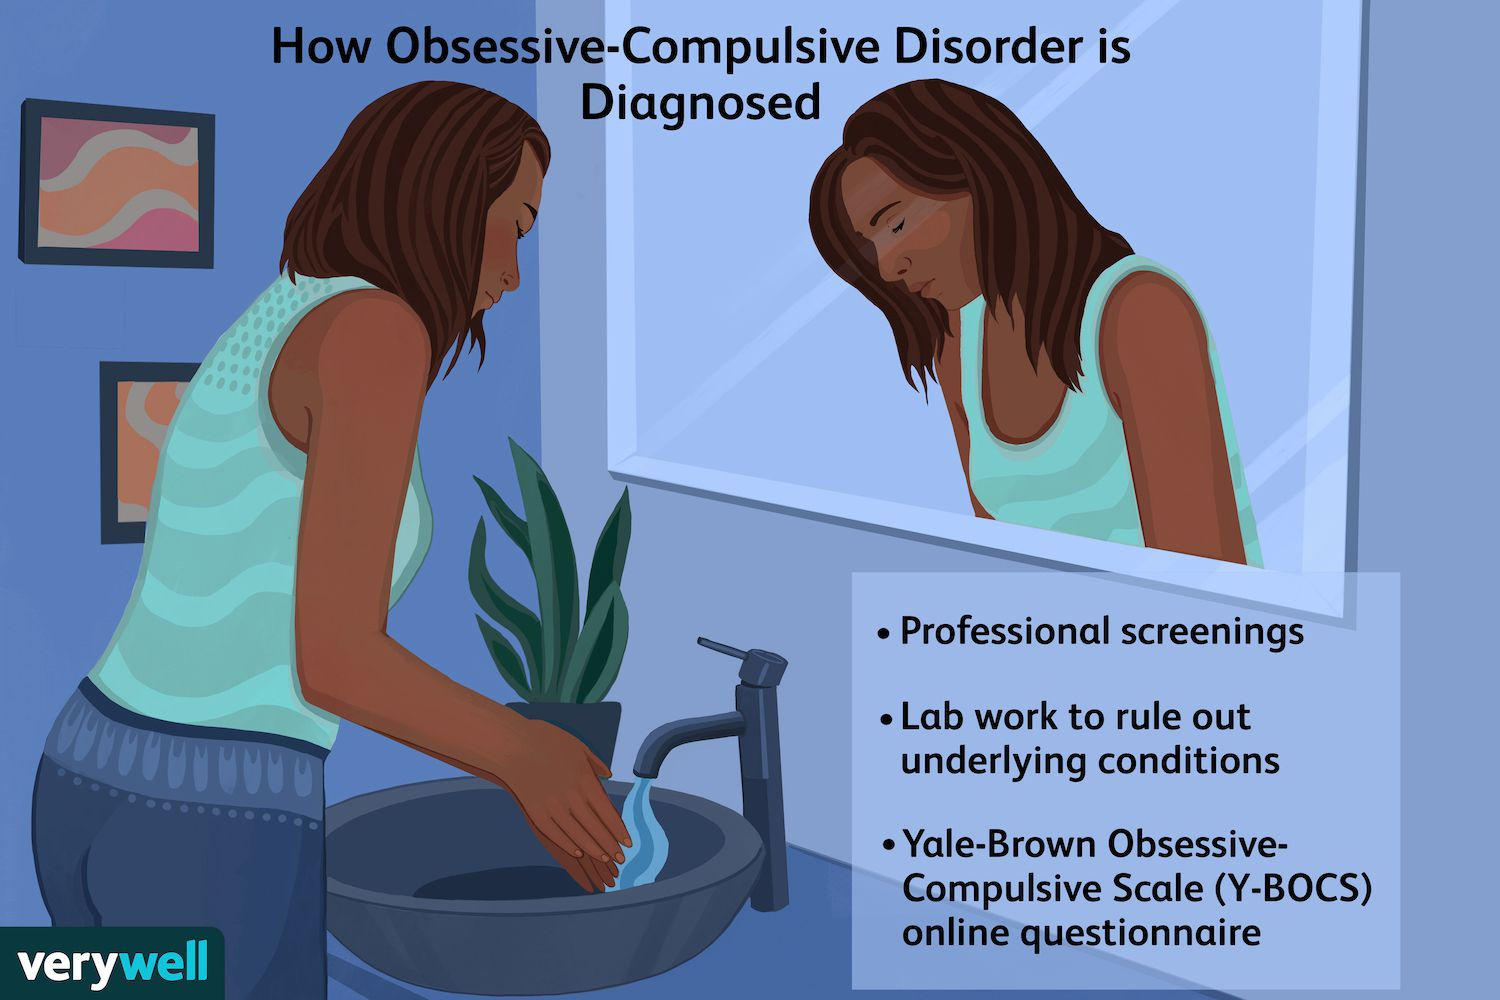 How Obsessive-Compulsive Disorder is
Diagnosed
• Professional screenings
• Lab work to rule out
underlying conditions
• Yale-Brown Obsessive-
Compulsive Scale (Y-BOCS)
online questionnaire
verywell